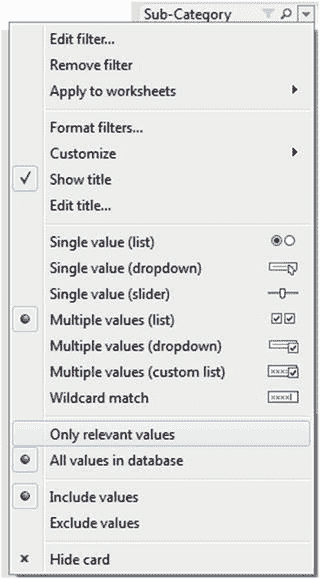 Sub-Category
Edit filter...
Remove filter
Apply to worksheets
Format filters...
Customize
Show title
Edit title...
Single value (list)
Single value (dropdown)
Single value (slider)
Multiple values (list)
Multiple values (dropdown)
Multiple values (custom list)
Wildcard match
Only relevant values
All values in database
Include values
Exclude values
Hide card